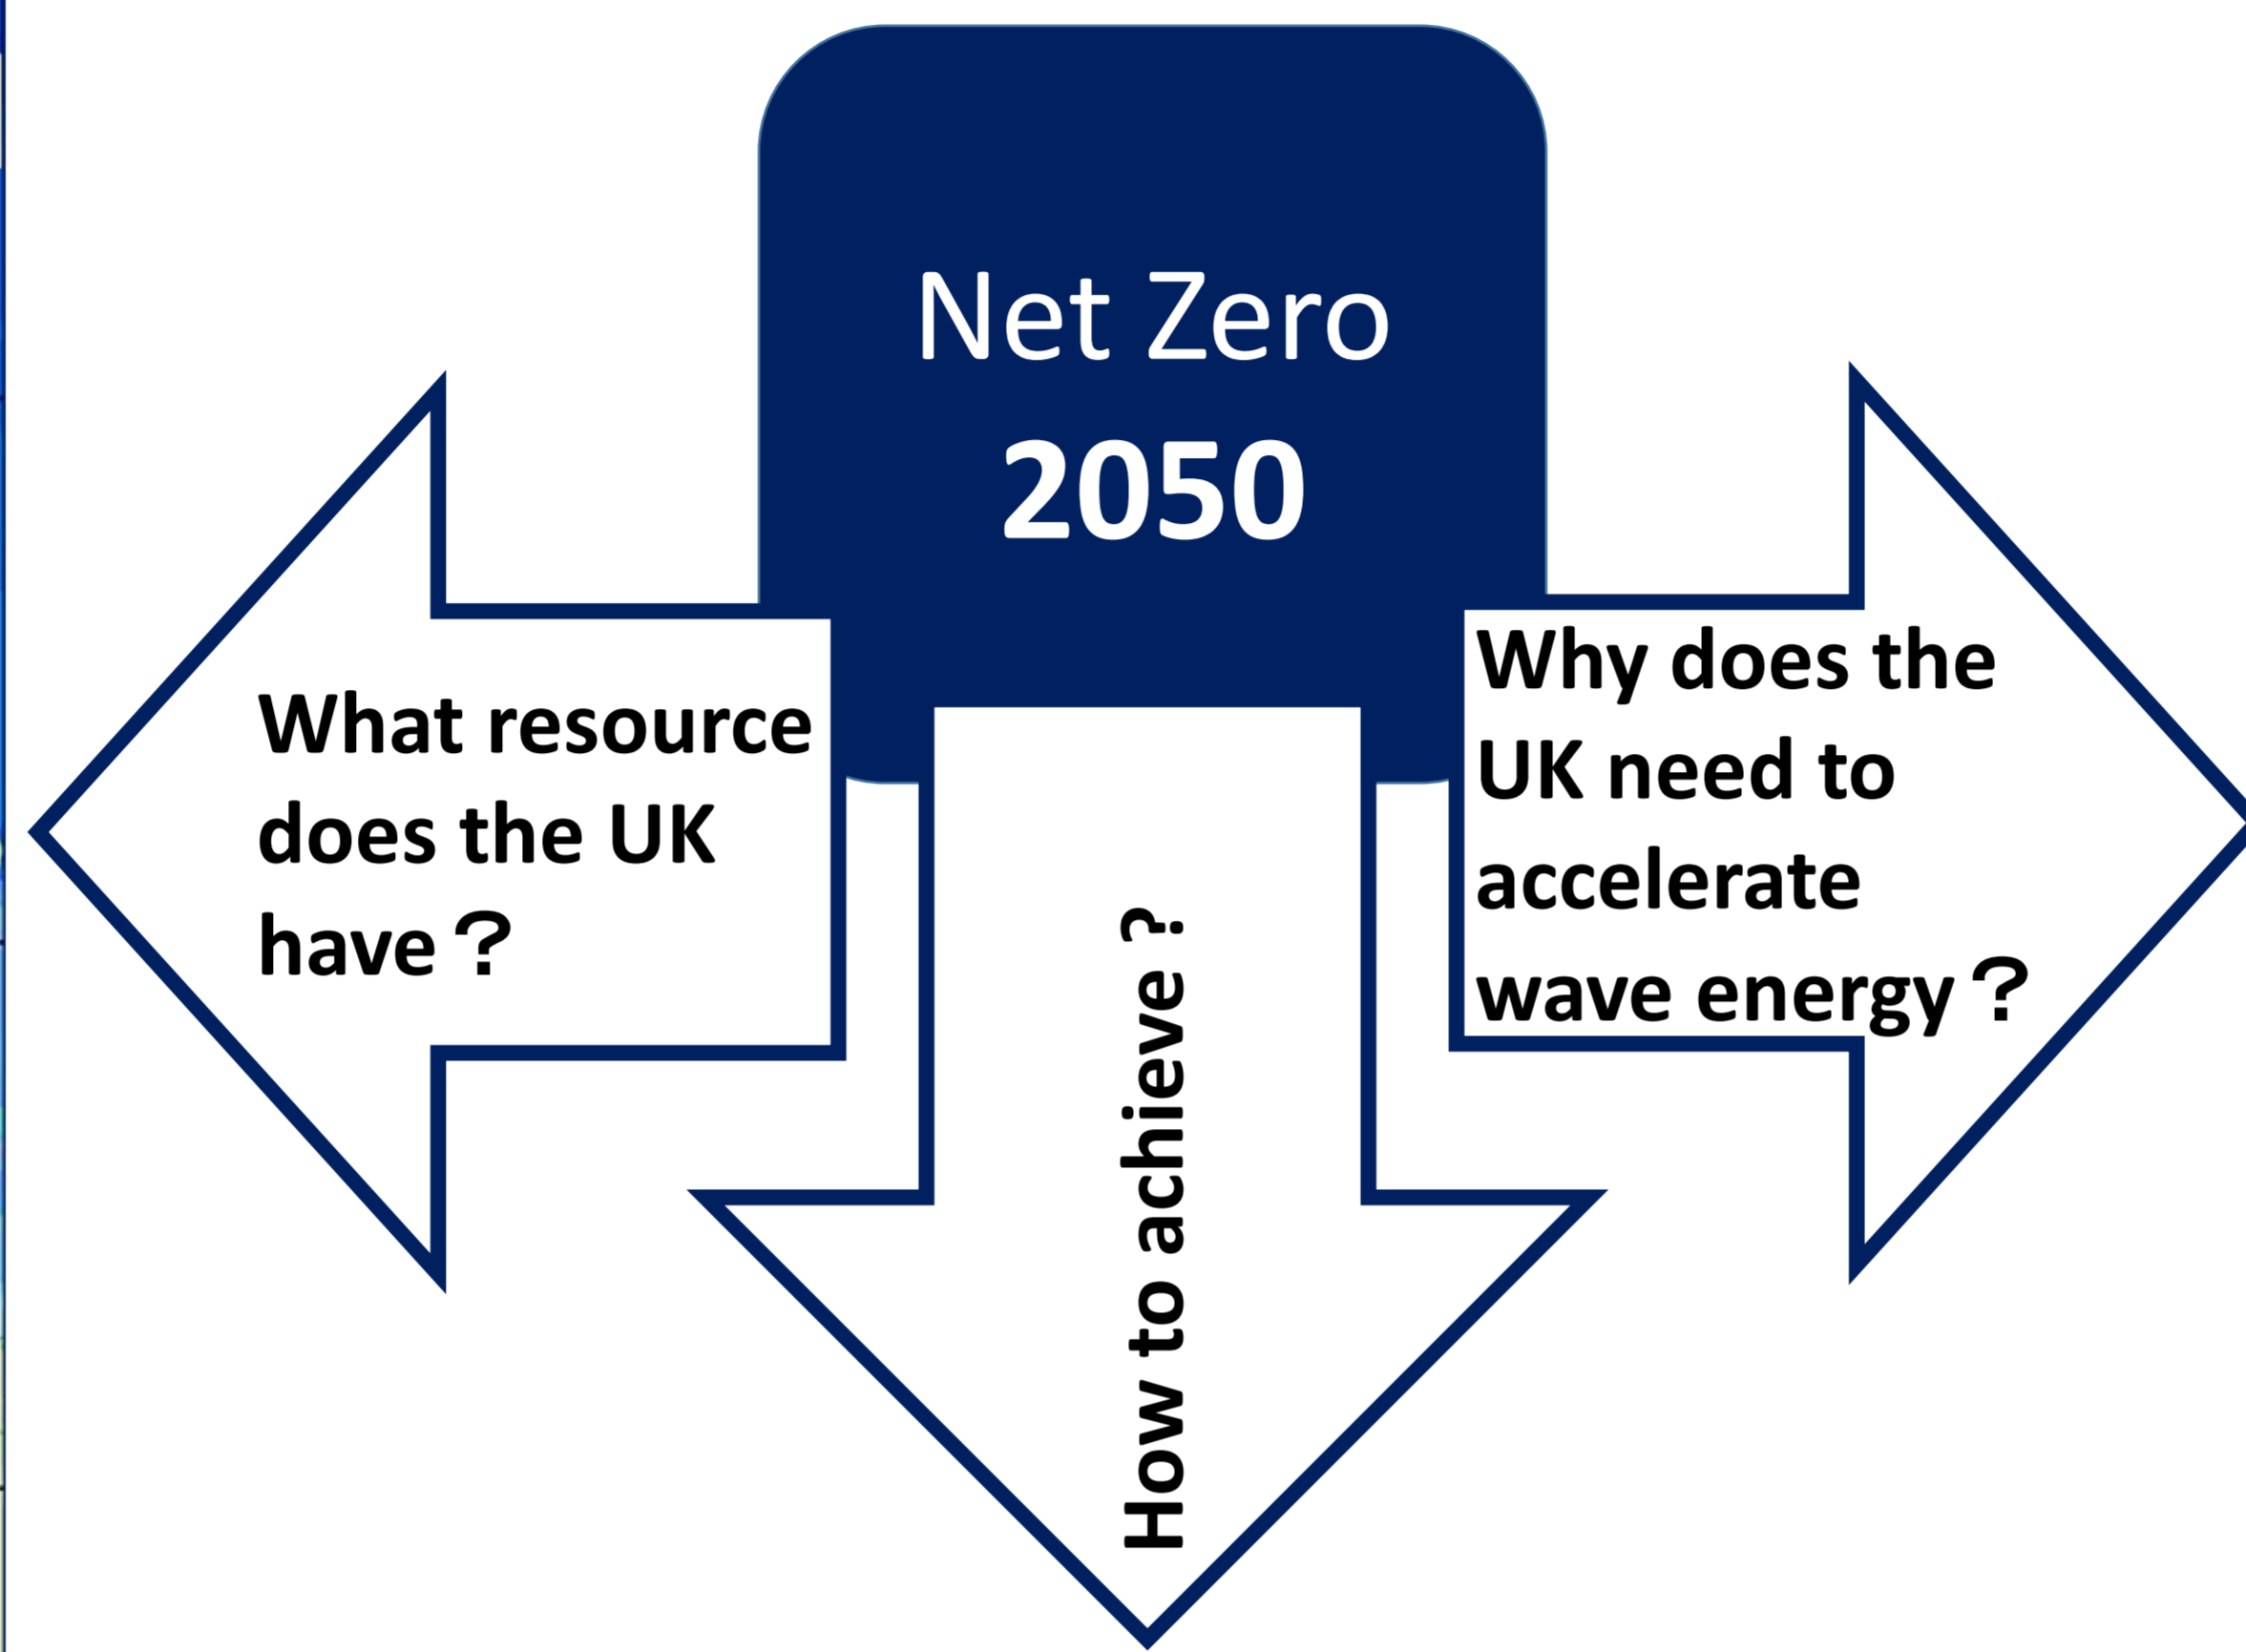 Net Zero
2050
What resource
does the UK
have ?
How to achieve ?
Why does the
UK need to
accelerate
wave energy ?